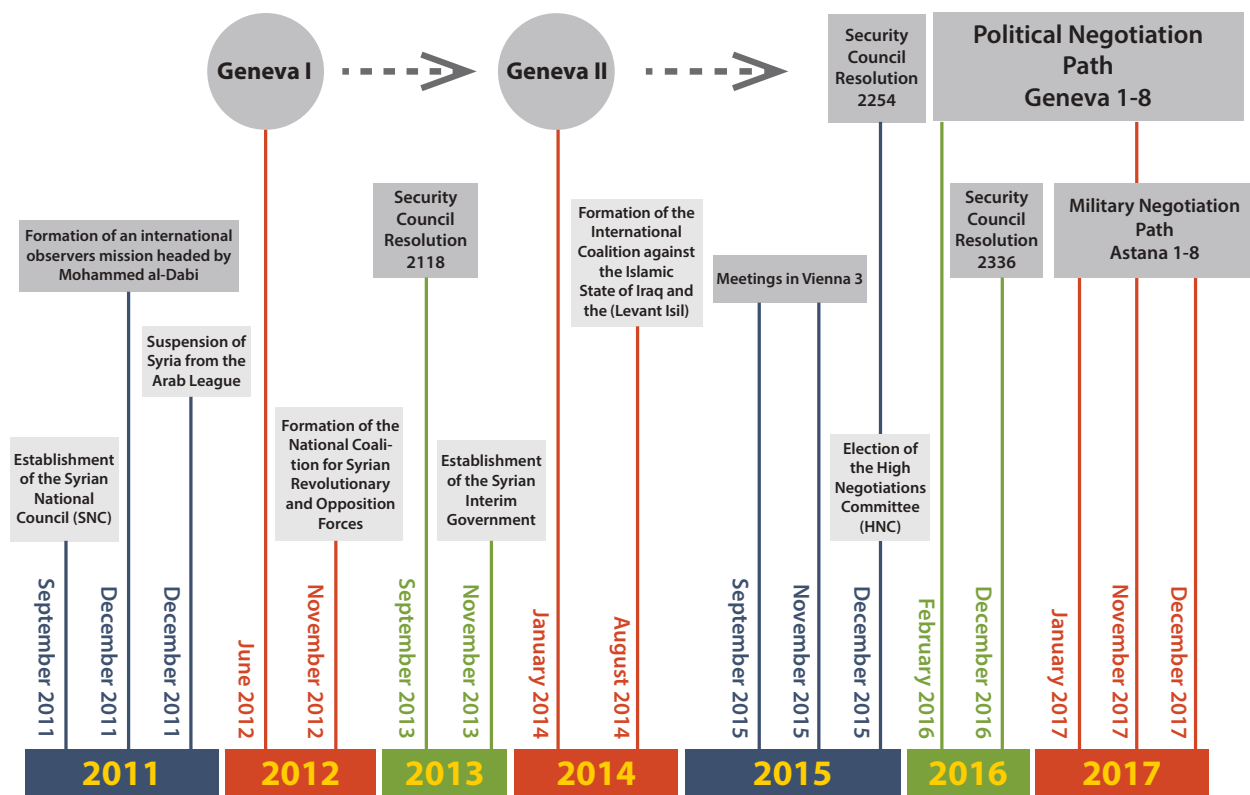 Geneva I
Geneva II
Security
Council
Resolution
2254
Political Negotiation
Path
Geneva 1-8
Formation of an international
observers mission headed by
Mohammed al-Dabi
Suspension of
Syria from the
Arab League
Establishment
of the Syrian
National
Council (SNC)
Formation of the
National Coali-
tion for Syrian
Revolutionary
and Opposition
Forces
Security
Council
Resolution
2118
Establishment
of the Syrian
Interim
Government
Formation of the
International
Coalition against
the Islamic
State of Iraq and
the (Levant Isil)
Meetings in Vienna 3
Election of
the High
Negotiations
Committee
(HNC)
Security
Council
Resolution
2336
Military Negotiation
Path
Astana 1-8
September 2011
December 2011
December 2011
June 2012
November 2012
September 2013
November 2013
January 2014
August 2014
September 2015
November 2015
December 2015
February 2016
December 2016
January 2017
November 2017
December 2017
2011
2012
2013
2014
2015
2016
2017